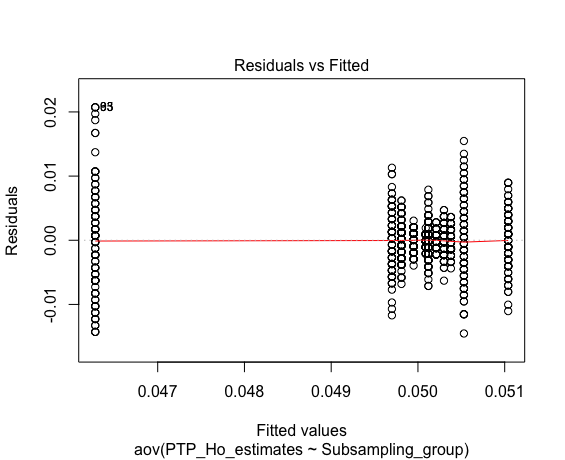 Residuals vs Fitted
Residuals
0.02
0.01
0.00
-0.01
0.047 0.048 0.049 0.050 0.051
Fitted values
aov(PTP_Ho_estimates ~ Subsampling_group)